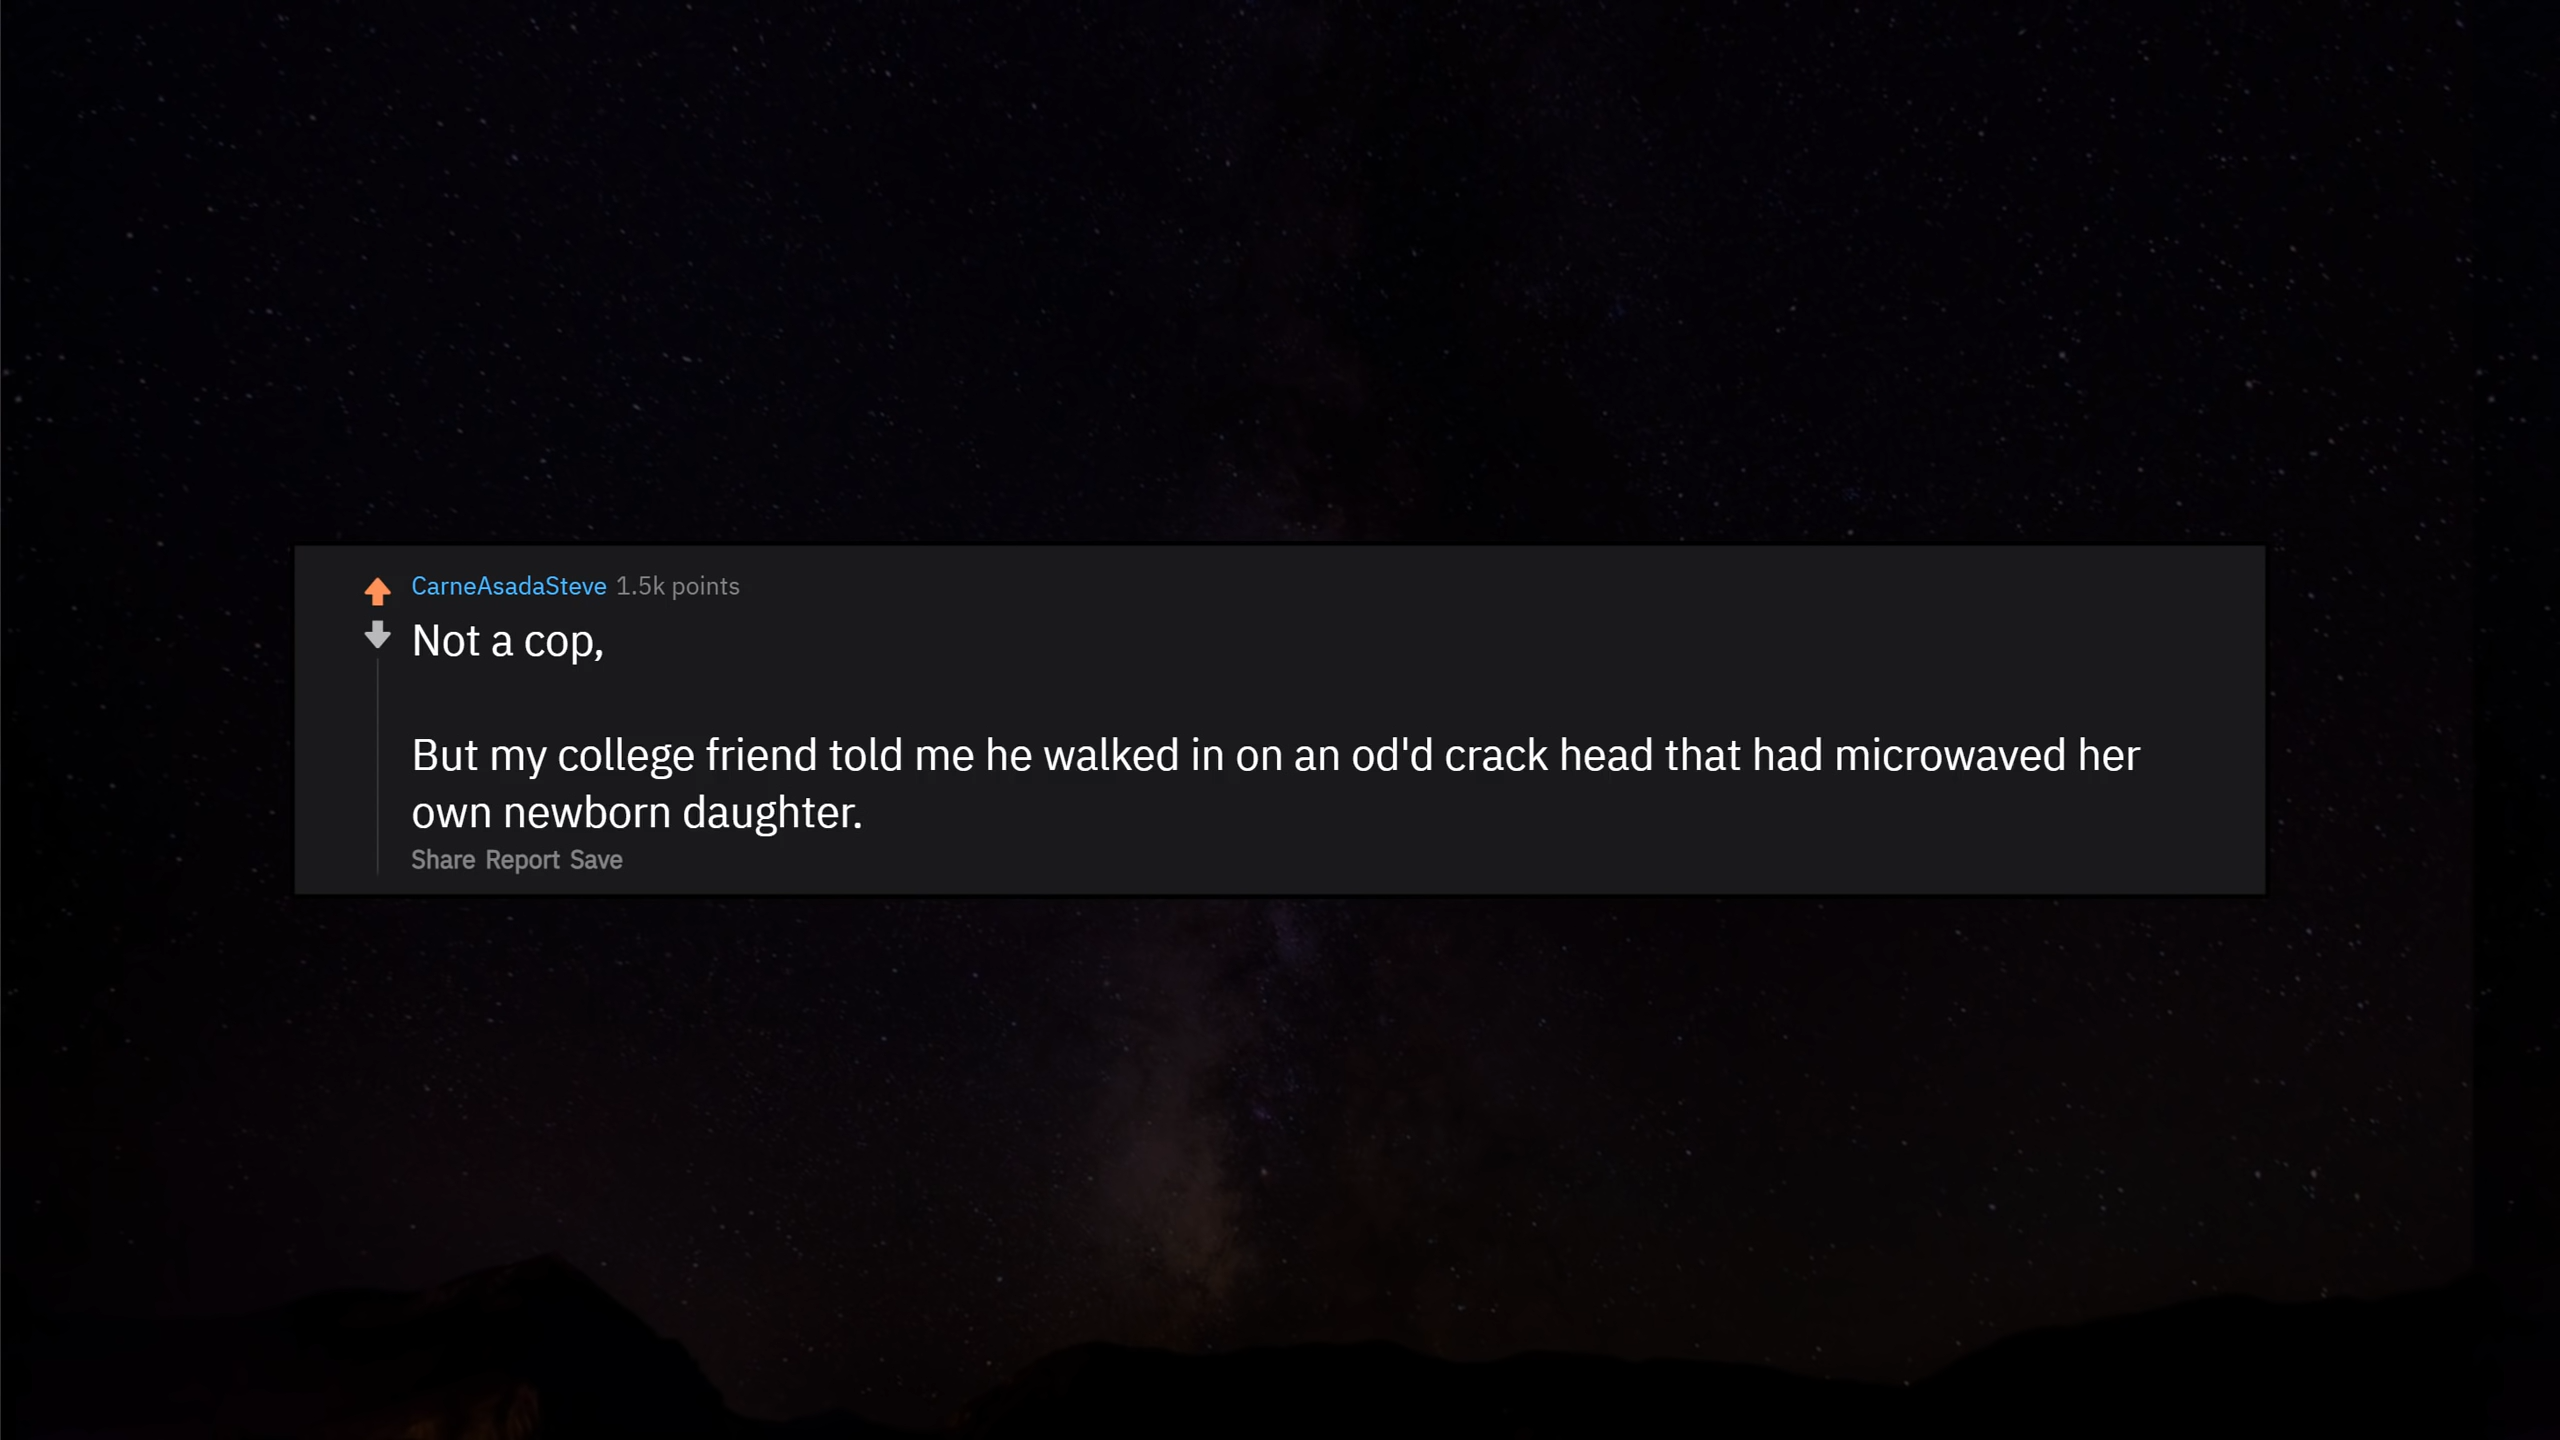 CarneAsadaSteve 1.5k points
Not a cop,
But my college friend told me he walked in on an od'd crack head that had microwaved her
own newborn daughter.
Share Report Save